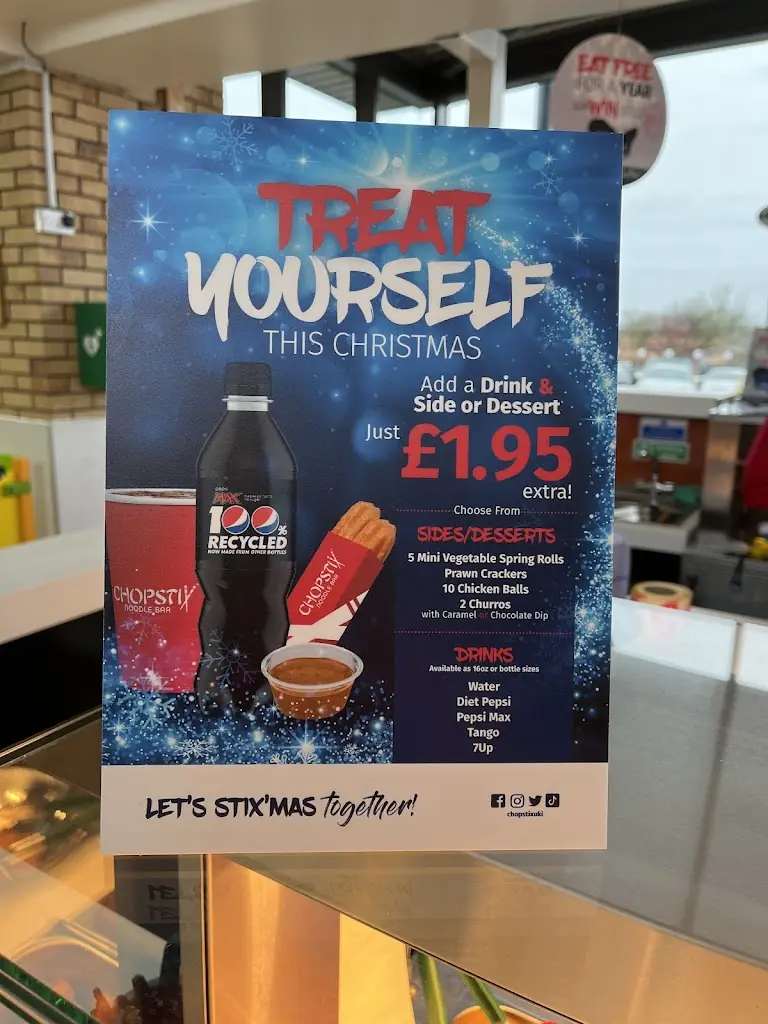 EAT FREE
FOR A YEAR
WIN
TREAT
YOURSELF
THIS CHRISTMAS
Add a Drink &
Side or Dessert
Just £1.95
extra!
Choose From
SIDES/DESSERTS
5 Mini Vegetable Spring Rolls
Prawn Crackers
10 Chicken Balls
2 Churros
with Caramel or Chocolate Dip
DRINKS
Available as 16oz or bottle sizes
Water
Diet Pepsi
Pepsi Max
Tango
7Up
MAX
100%
RECYCLED
NOW MADE FROM OTHER BOTTLES
CHOPSTIX
NOODLE BAR
CHOPSTIX
NOODLE BAR
LET'S STIX'MAS together!
chopstixuki